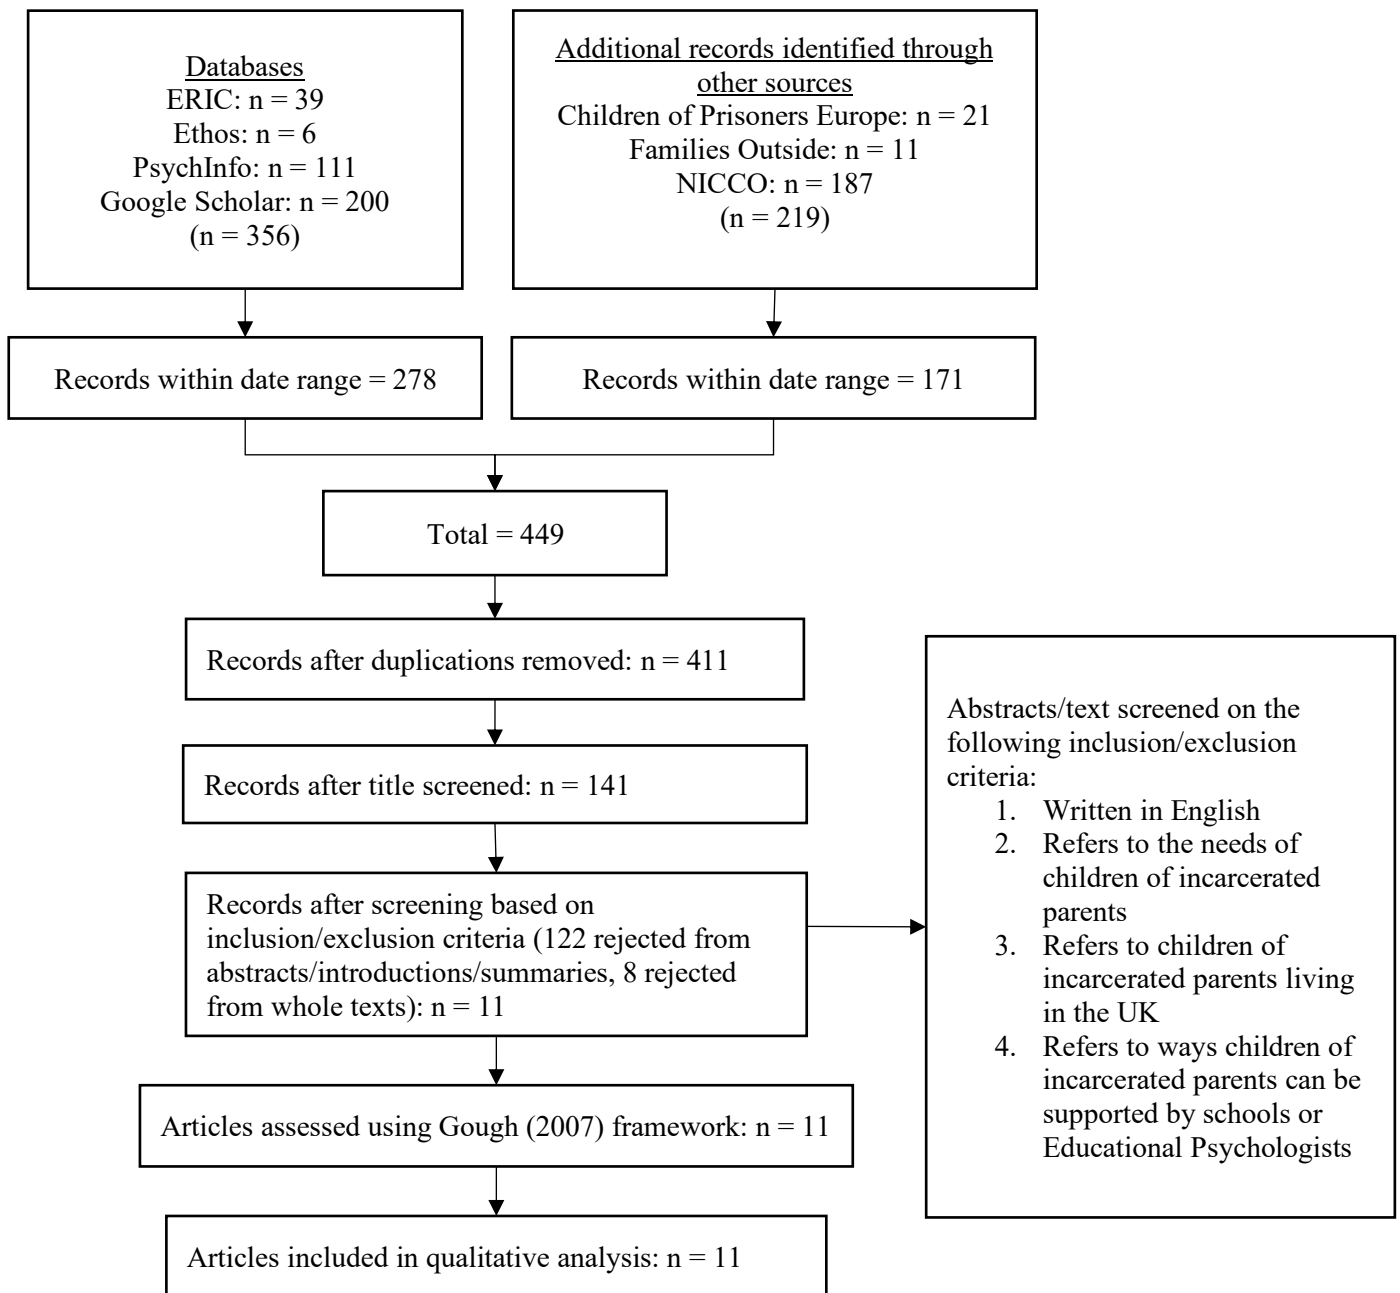 Databases
ERIC: n = 39
Ethos: n = 6
PsychInfo: n = 111
Google Scholar: n = 200
(n = 356)
Additional records identified through
other sources
Children of Prisoners Europe: n = 21
Families Outside: n = 11
NICCO: n = 187
(n = 219)
Records within date range = 278
Records within date range = 171
Total = 449
Records after duplications removed: n = 411
Records after title screened: n = 141
Records after screening based on
inclusion/exclusion criteria (122 rejected from
abstracts/introductions/summaries, 8 rejected
from whole texts): n = 11
Abstracts/text screened on the
following inclusion/exclusion
criteria:
1. Written in English
2. Refers to the needs of
children of incarcerated
parents
3. Refers to children of
incarcerated parents living
in the UK
4. Refers to ways children of
incarcerated parents can be
supported by schools or
Educational Psychologists
Articles assessed using Gough (2007) framework: n = 11
Articles included in qualitative analysis: n = 11